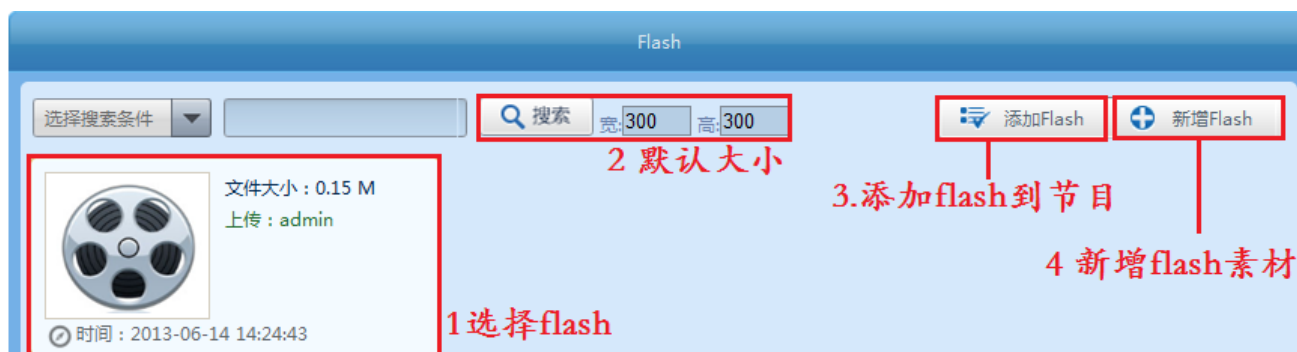 Flash
选择搜索条件 搜索 宽:300 高:300 添加Flash 新增Flash
2 默认大小
文件大小：0.15 M
上传：admin
3.添加flash到节目
4 新增flash素材
1选择flash
时间：2013-06-14 14:24:43